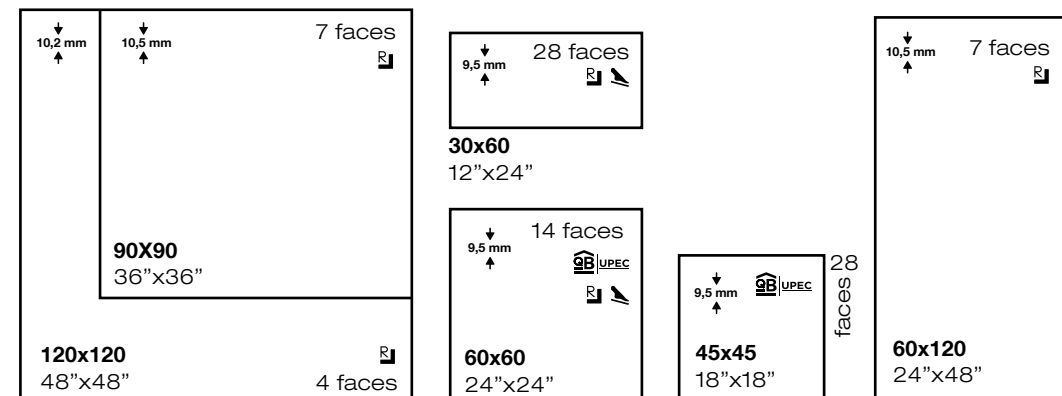 10,2 mm
10,5 mm
7 faces
R
90X90
36”x36”
120x120
48”x48”
R
4 faces
9,5 mm
28 faces
R
30x60
12”x24”
9,5 mm
14 faces
QB UPEC
R
60x60
24”x24”
9,5 mm
QB UPEC
28 faces
45x45
18”x18”
10,5 mm
7 faces
R
60x120
24”x48”